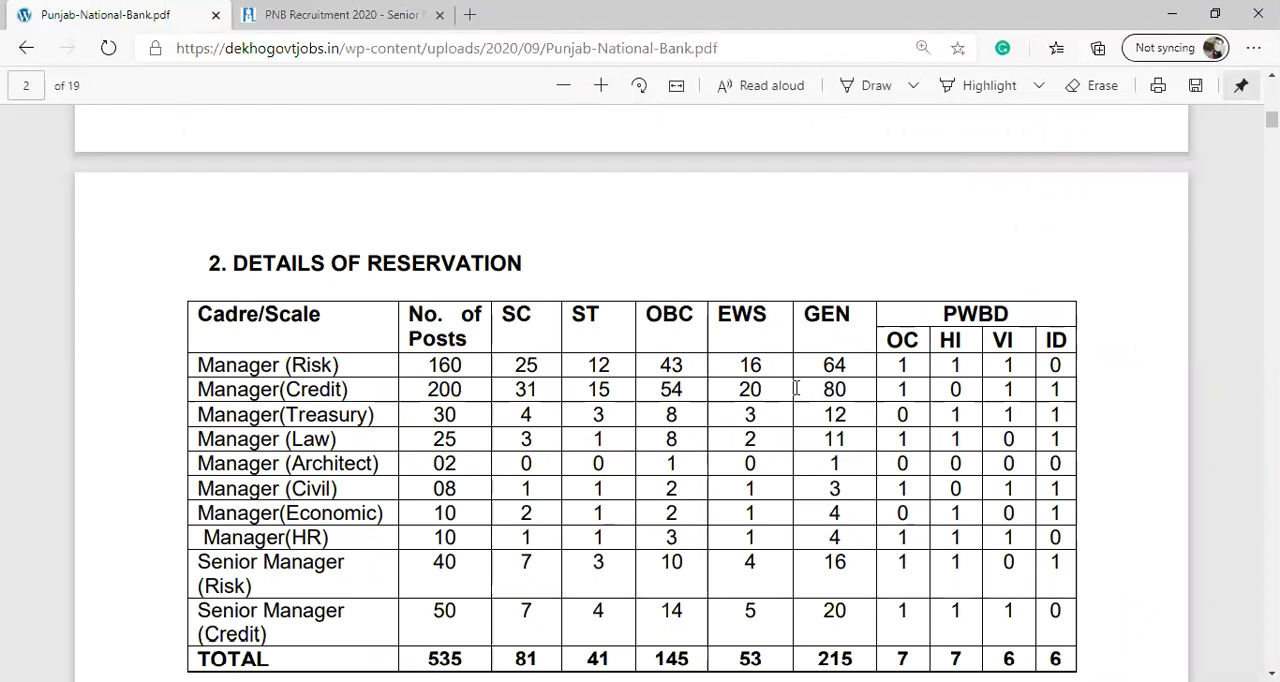 Punjab-National-Bank.pdf
PNB Recruitment 2020 - Senior
https://dekhogovtjobs.in/wp-content/uploads/2020/09/Punjab-National-Bank.pdf
Not syncing
2 of 19
Read aloud
Draw
Highlight
Erase
2. DETAILS OF RESERVATION
Cadre/Scale No. of Posts SC ST OBC EWS GEN PWBD
OC HI VI ID
Manager (Risk) 160 25 12 43 16 64 1 1 1 0
Manager(Credit) 200 31 15 54 20 80 1 0 1 1
Manager(Treasury) 30 4 3 8 3 12 0 1 1 1
Manager (Law) 25 3 1 8 2 11 1 1 0 1
Manager (Architect) 02 0 0 1 0 1 0 0 0 0
Manager (Civil) 08 1 1 2 1 3 1 0 1 1
Manager(Economic) 10 2 1 2 1 4 0 1 0 1
Manager(HR) 10 1 1 3 1 4 1 1 1 0
Senior Manager (Risk) 40 7 3 10 4 16 1 1 0 1
Senior Manager (Credit) 50 7 4 14 5 20 1 1 1 0
TOTAL 535 81 41 145 53 215 7 7 6 6